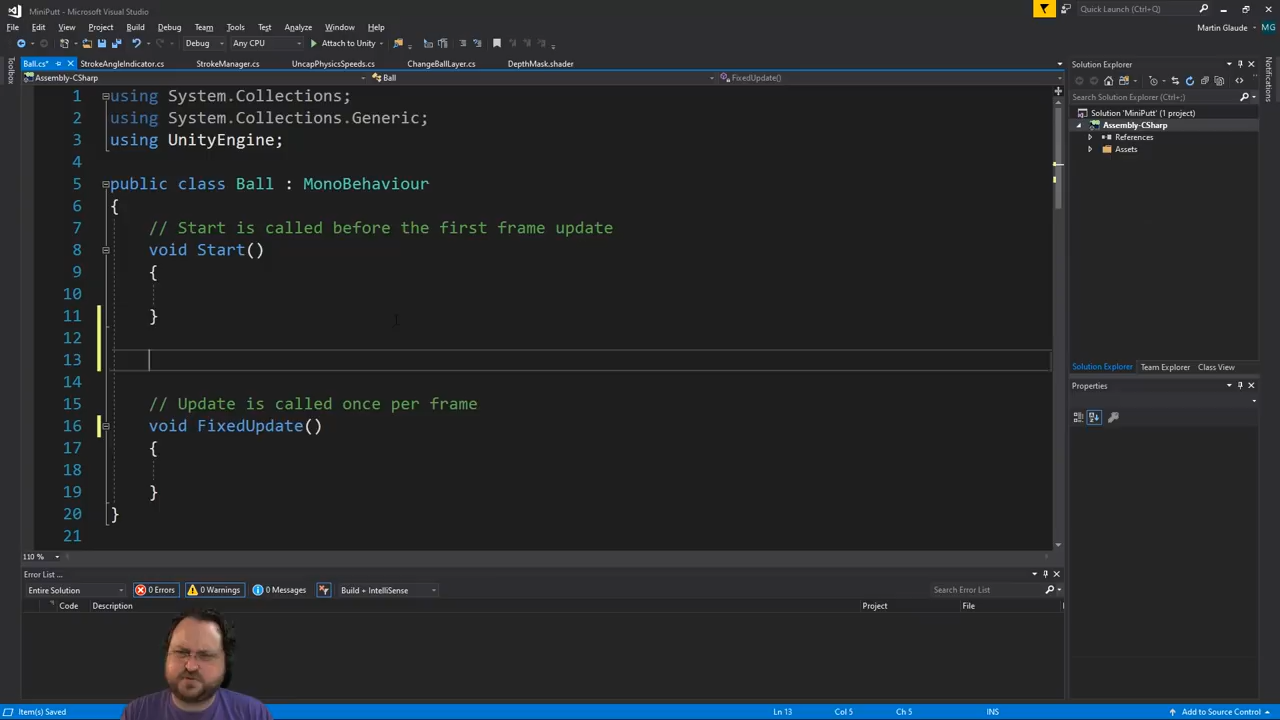 MiniPutt - Microsoft Visual Studio
Quick Launch (Ctrl+Q)
File Edit View Project Build Debug Team Tools Test Analyze Window Help
Martin Glaude MG
Debug Any CPU Attach to Unity
Toolbox
Ball.cs* StrokeAngleIndicator.cs StrokeManager.cs UncapPhysicsSpeeds.cs ChangeBallLayer.cs DepthMask.shader
Assembly-CSharp Ball FixedUpdate()
1 using System.Collections;
2 using System.Collections.Generic;
3 using UnityEngine;
4
5 public class Ball : MonoBehaviour
6 {
7 // Start is called before the first frame update
8 void Start()
9 {
10
11 }
12
13
14
15 // Update is called once per frame
16 void FixedUpdate()
17 {
18
19 }
20 }
21
110 %
Solution Explorer
Search Solution Explorer (Ctrl+;)
Solution 'MiniPutt' (1 project)
Assembly-CSharp
References
Assets
Solution Explorer Team Explorer Class View
Properties
Notifications
Error List ...
Entire Solution 0 Errors 0 Warnings 0 Messages Build + IntelliSense Search Error List
Code Description Project File
Item(s) Saved Ln 13 Col 5 Ch 5 INS Add to Source Control